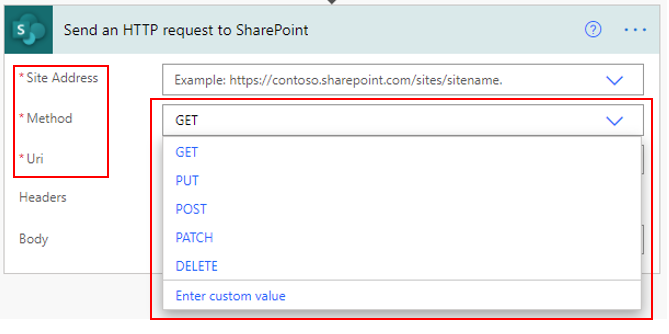 Send an HTTP request to SharePoint
* Site Address
Example: https://contoso.sharepoint.com/sites/sitename.
* Method
GET
* Uri
GET
PUT
Headers
POST
Body
PATCH
DELETE
Enter custom value